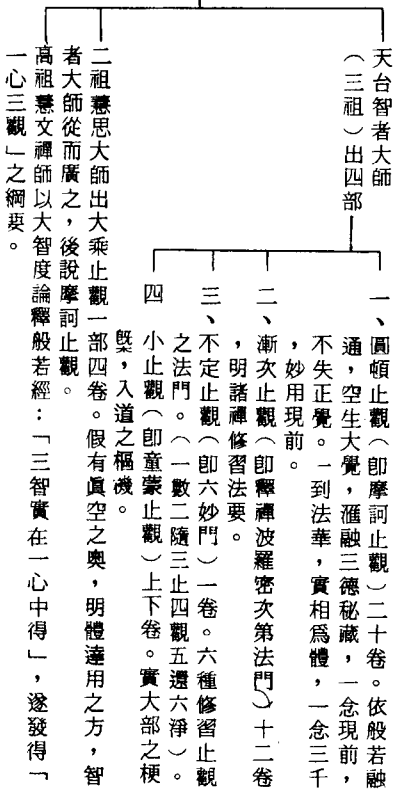 天台智者大師
(三祖)出四部
一、圓頓止觀(即摩訶止觀)二十卷。依般若融
通,空生大覺,滙融三德秘藏,一念現前,
不失正覺。一到法華,實相爲體,一念三千
,妙用現前。
二、漸次止觀(即釋禪波羅密次第法門)十二卷
,明諸禪修習法要。
三、不定止觀(即六妙門)一卷。六種修習止觀
之法門。(一數二隨三止四觀五還六淨)。
四 小止觀(即童蒙止觀)上下卷。實大部之梗
槩,入道之樞機。
二祖慧思大師出大乘止觀一部四卷。假有眞空之奧,明體達用之方,智
者大師從而廣之,後說摩訶止觀。
高祖慧文禪師以大智度論釋般若經:「三智實在一心中得」,遂發得「
一心三觀」之綱要。